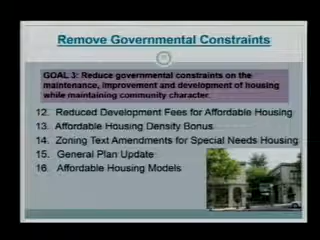 Remove Governmental Constraints
GOAL 3: Reduce governmental constraints on the
maintenance, improvement and development of housing
while maintaining community character.
12. Reduced Development Fees for Affordable Housing
13. Affordable Housing Density Bonus
14. Zoning Text Amendments for Special Needs Housing
15. General Plan Update
16. Affordable Housing Models